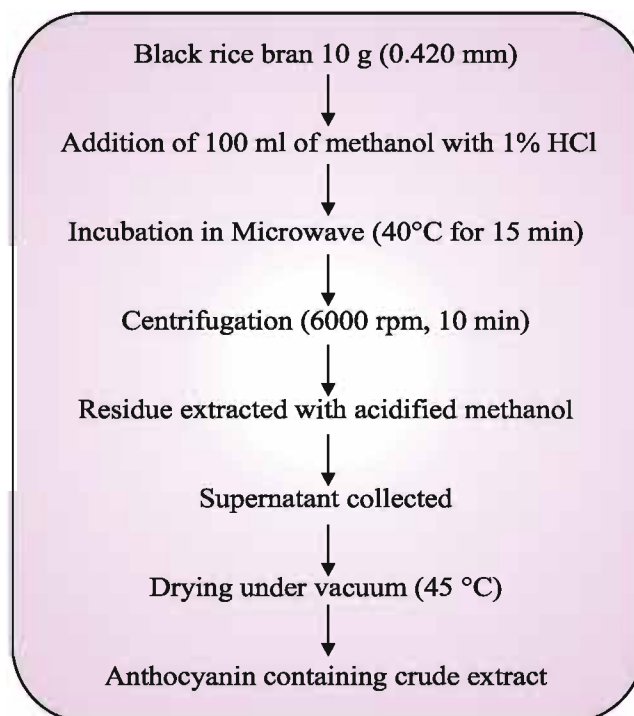 Black rice bran 10 g (0.420 mm)
Addition of 100 ml of methanol with 1% HCl
Incubation in Microwave (40°C for 15 min)
Centrifugation (6000 rpm, 10 min)
Residue extracted with acidified methanol
Supernatant collected
Drying under vacuum (45 °C)
Anthocyanin containing crude extract